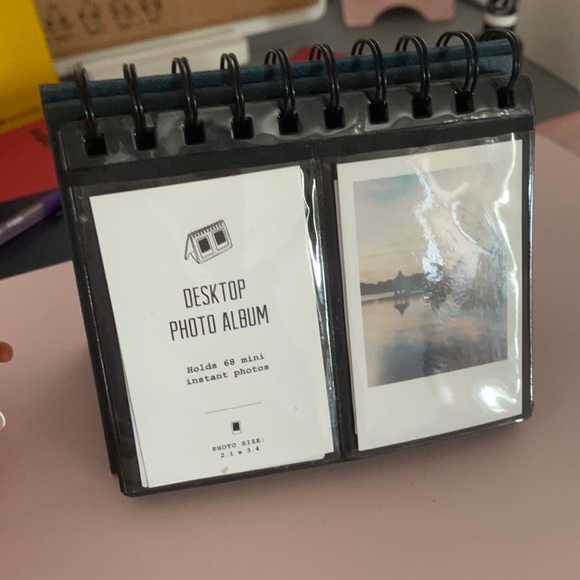 DESKTOP
PHOTO ALBUM
Holds 68 mini
instant photos
PHOTO SIZE:
2.1 x 3.4